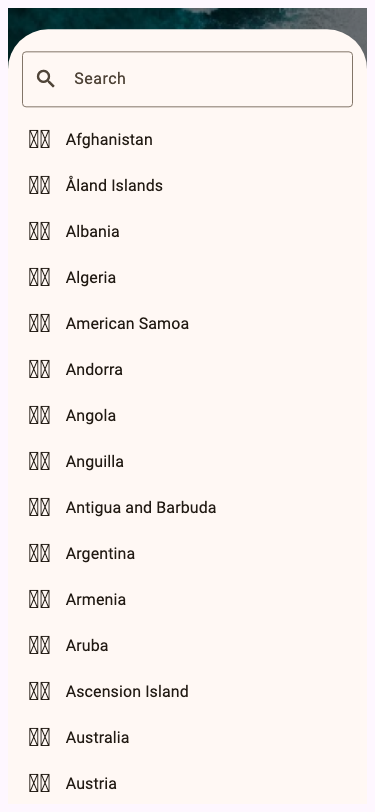 Search
Afghanistan
Åland Islands
Albania
Algeria
American Samoa
Andorra
Angola
Anguilla
Antigua and Barbuda
Argentina
Armenia
Aruba
Ascension Island
Australia
Austria